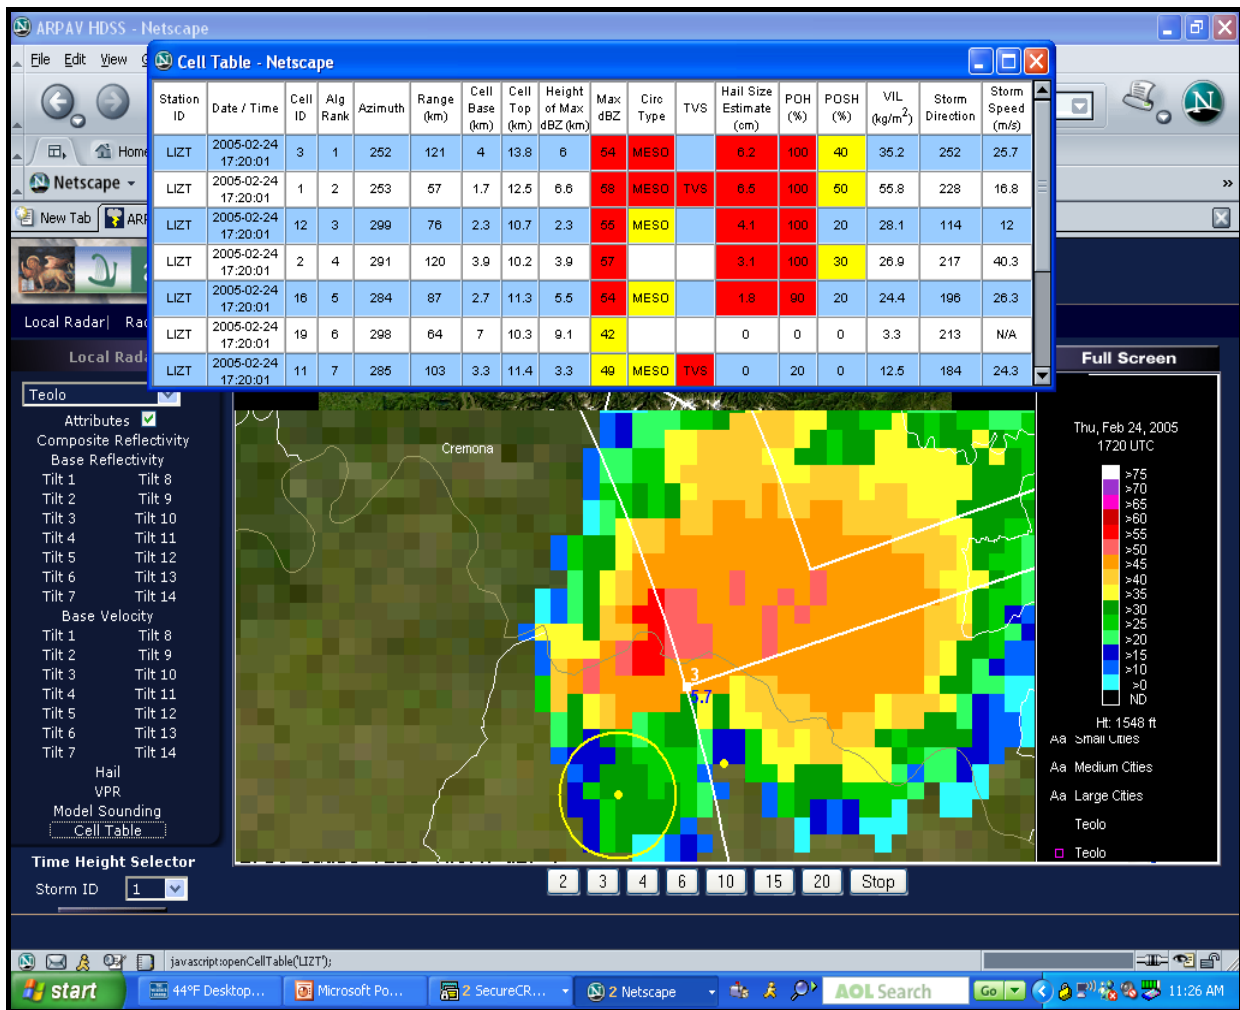 ARPAV HDSS - Netscape
File Edit View
Cell Table - Netscape
Station ID Date / Time Cell ID Alg Rank Azimuth Range (km) Cell Base (km) Cell Top (km) Height of Max dBZ (km) Max dBZ Circ Type TVS Hail Size Estimate (cm) POH (%) POSH (%) VIL (kg/m2) Storm Direction Storm Speed (m/s)
LIZT 2005-02-24 17:20:01 3 1 252 121 4 13.8 6 54 MESO 6.2 100 40 35.2 252 25.7
LIZT 2005-02-24 17:20:01 1 2 253 57 1.7 12.5 6.6 58 MESO TVS 6.5 100 50 55.8 228 16.8
LIZT 2005-02-24 17:20:01 12 3 299 76 2.3 10.7 2.3 55 MESO 4.1 100 20 28.1 114 12
LIZT 2005-02-24 17:20:01 2 4 291 120 3.9 10.2 3.9 57 3.1 100 30 26.9 217 40.3
LIZT 2005-02-24 17:20:01 16 5 284 87 2.7 11.3 5.5 54 MESO 1.8 90 20 24.4 196 26.3
LIZT 2005-02-24 17:20:01 19 6 298 64 7 10.3 9.1 42 0 0 0 3.3 213 N/A
LIZT 2005-02-24 17:20:01 11 7 285 103 3.3 11.4 3.3 49 MESO TVS 0 20 0 12.5 184 24.3
Home
Netscape
New Tab
Local Radar|
Full Screen
Teolo
Attributes
Composite Reflectivity
Base Reflectivity
Tilt 1 Tilt 8
Tilt 2 Tilt 9
Tilt 3 Tilt 10
Tilt 4 Tilt 11
Tilt 5 Tilt 12
Tilt 6 Tilt 13
Tilt 7 Tilt 14
Base Velocity
Tilt 1 Tilt 8
Tilt 2 Tilt 9
Tilt 3 Tilt 10
Tilt 4 Tilt 11
Tilt 5 Tilt 12
Tilt 6 Tilt 13
Tilt 7 Tilt 14
Hail
VPR
Model Sounding
Cell Table
Time Height Selector
Storm ID 1
Cremona
3
5.7
Thu, Feb 24, 2005
1720 UTC
>75
>70
>65
>60
>55
>50
>45
>40
>35
>30
>25
>20
>15
>10
>0
ND
Ht: 1548 ft
Aa Small Cities
Aa Medium Cities
Aa Large Cities
Teolo
Teolo
2 3 4 6 10 15 20 Stop
javascript:openCellTable('LIZT');
start 44°F Desktop... Microsoft Po... 2 SecureCR... 2 Netscape AOL Search Go 11:26 AM